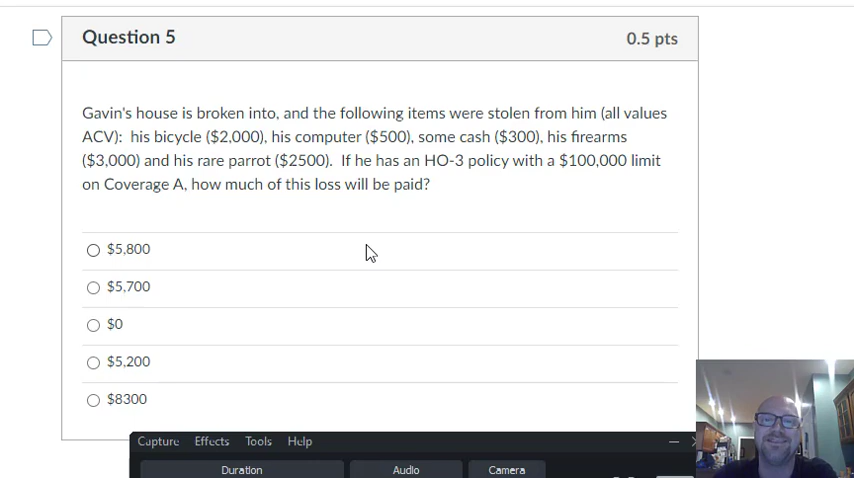 Question 5
0.5 pts
Gavin's house is broken into, and the following items were stolen from him (all values
ACV):  his bicycle ($2,000), his computer ($500), some cash ($300), his firearms
($3,000) and his rare parrot ($2500).  If he has an HO-3 policy with a $100,000 limit
on Coverage A, how much of this loss will be paid?
$5,800
$5,700
$0
$5,200
$8300
Capture Effects Tools Help
Duration Audio Camera